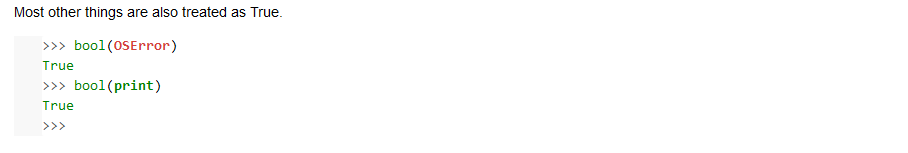 Most other things are also treated as True.
>>> bool(OSError)
True
>>> bool(print)
True
>>>